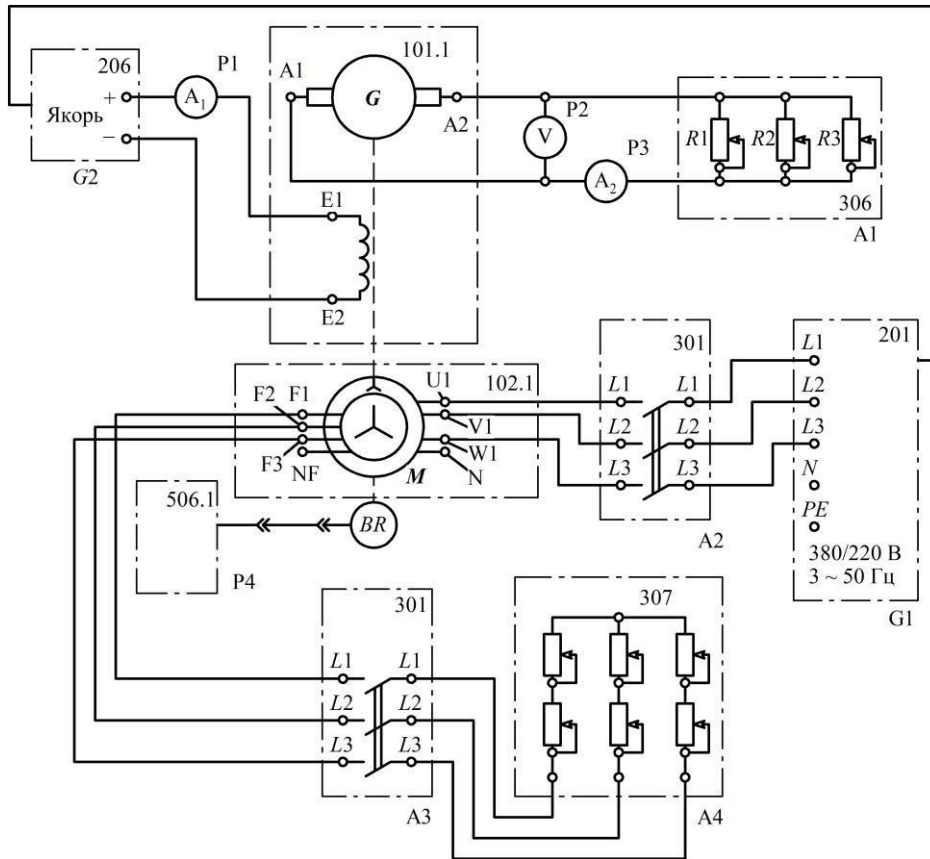 206
Якорь
+
−
G2
P1
A1
101.1
A1
G
A2
P2
V
P3
A2
R1 R2 R3
306
A1
E1
E2
102.1
F2 F1
F3
NF
U1
V1
W1
N
M
301
L1 L1
L2 L2
L3 L3
A2
201
L1
L2
L3
N
PE
380/220 В
3 ~ 50 Гц
G1
506.1
P4
BR
301
L1 L1
L2 L2
L3 L3
A3
307
A4